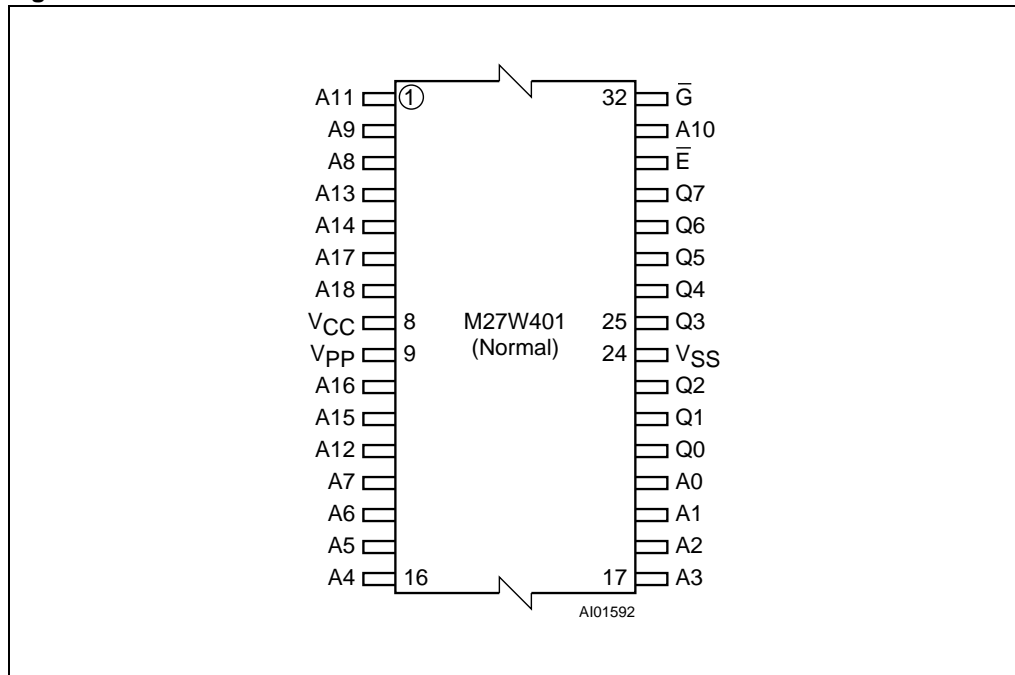 A11 1 32 G̅
A9 A10
A8 E̅
A13 Q7
A14 Q6
A17 Q5
A18 Q4
VCC 8 M27W401 25 Q3
VPP 9 (Normal) 24 VSS
A16 Q2
A15 Q1
A12 Q0
A7 A0
A6 A1
A5 A2
A4 16 17 A3
AI01592